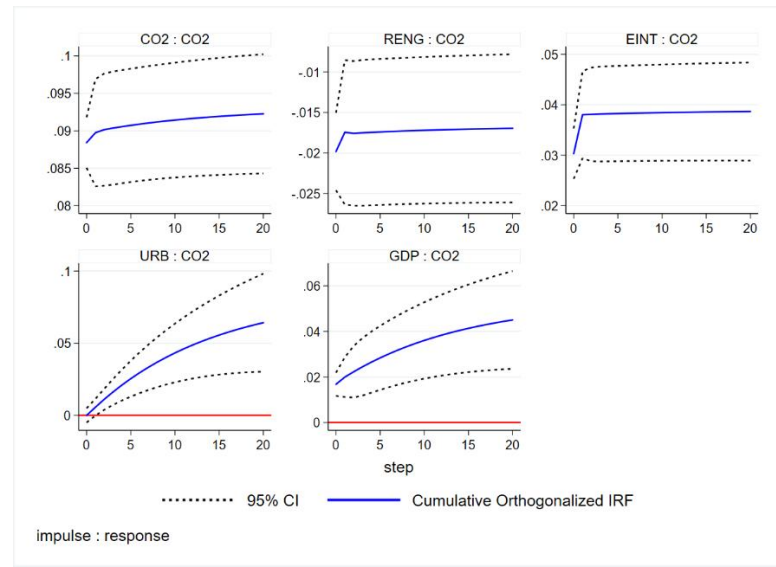 CO2 : CO2
RENG : CO2
EINT : CO2
.1
.095
.09
.085
.08
-.01
-.015
-.02
-.025
.05
.04
.03
.02
0 5 10 15 20
0 5 10 15 20
0 5 10 15 20
URB : CO2
GDP : CO2
.1
.05
0
.06
.04
.02
0
0 5 10 15 20
0 5 10 15 20
step
95% CI
Cumulative Orthogonalized IRF
impulse : response